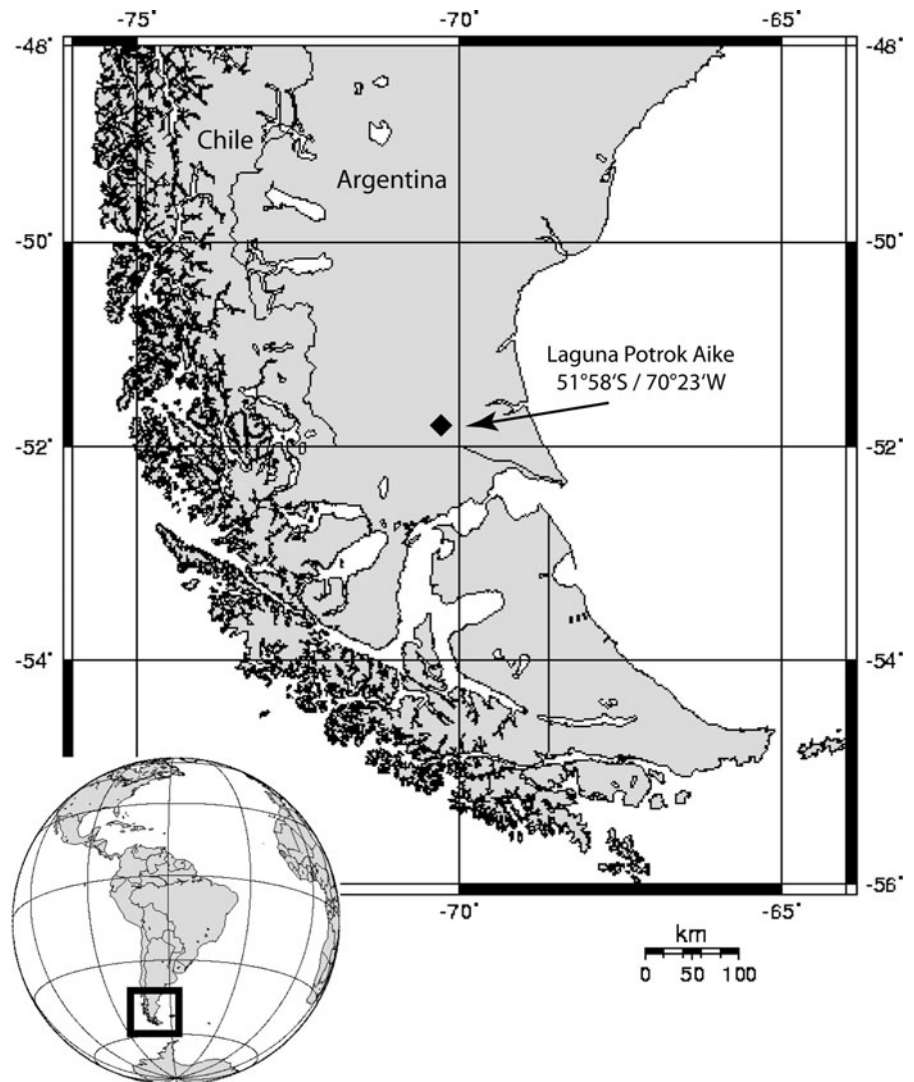 -75° -70° -65°
-48° -48°
Chile
Argentina
-50° -50°
Laguna Potrok Aike
51°58‘S / 70°23‘W
-52° -52°
-54° -54°
-56°
-70° -65°
km
0 50 100